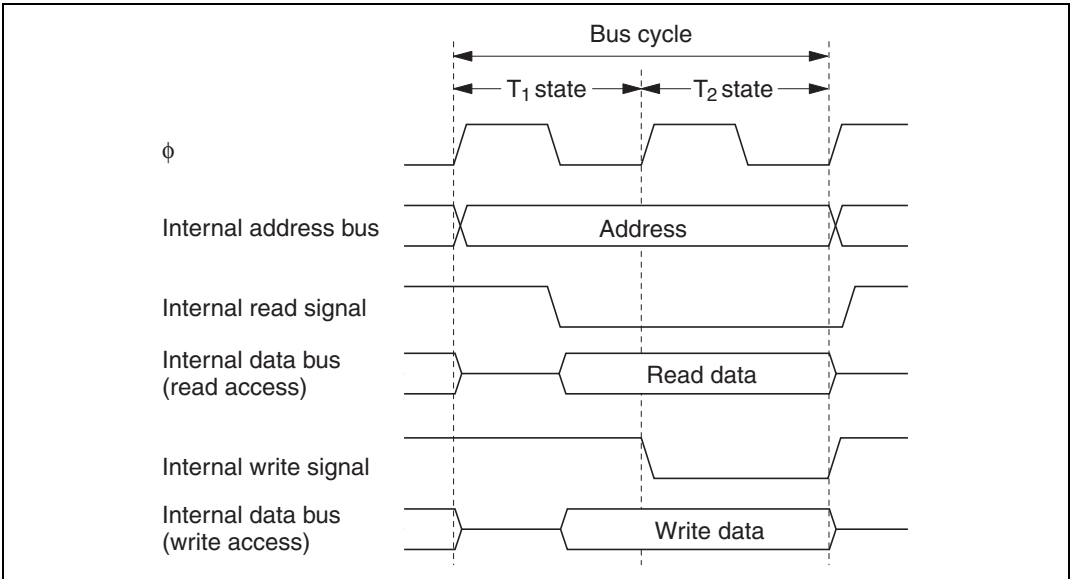 Bus cycle
T₁ state
T₂ state
ϕ
Internal address bus
Address
Internal read signal
Internal data bus
(read access)
Read data
Internal write signal
Internal data bus
(write access)
Write data